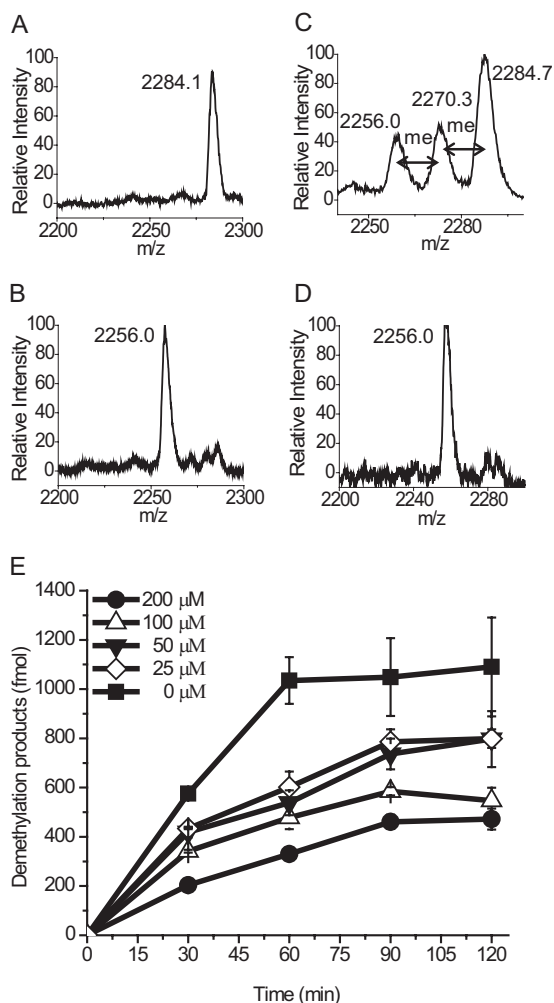 A
2284.1
Relative Intensity
100
80
60
40
20
0
2200 2250 2300
m/z
C
2284.7
2270.3
2256.0
me me
Relative Intensity
100
80
60
40
20
0
2250 2280
m/z
B
2256.0
Relative Intensity
100
80
60
40
20
0
2200 2250 2300
m/z
D
2256.0
Relative Intensity
100
80
60
40
20
0
2200 2240 2280
m/z
E
1400
1200
1000
800
600
400
200
0
Demethylation products (fmol)
200 μM
100 μM
50 μM
25 μM
0 μM
0 15 30 45 60 75 90 105 120
Time (min)